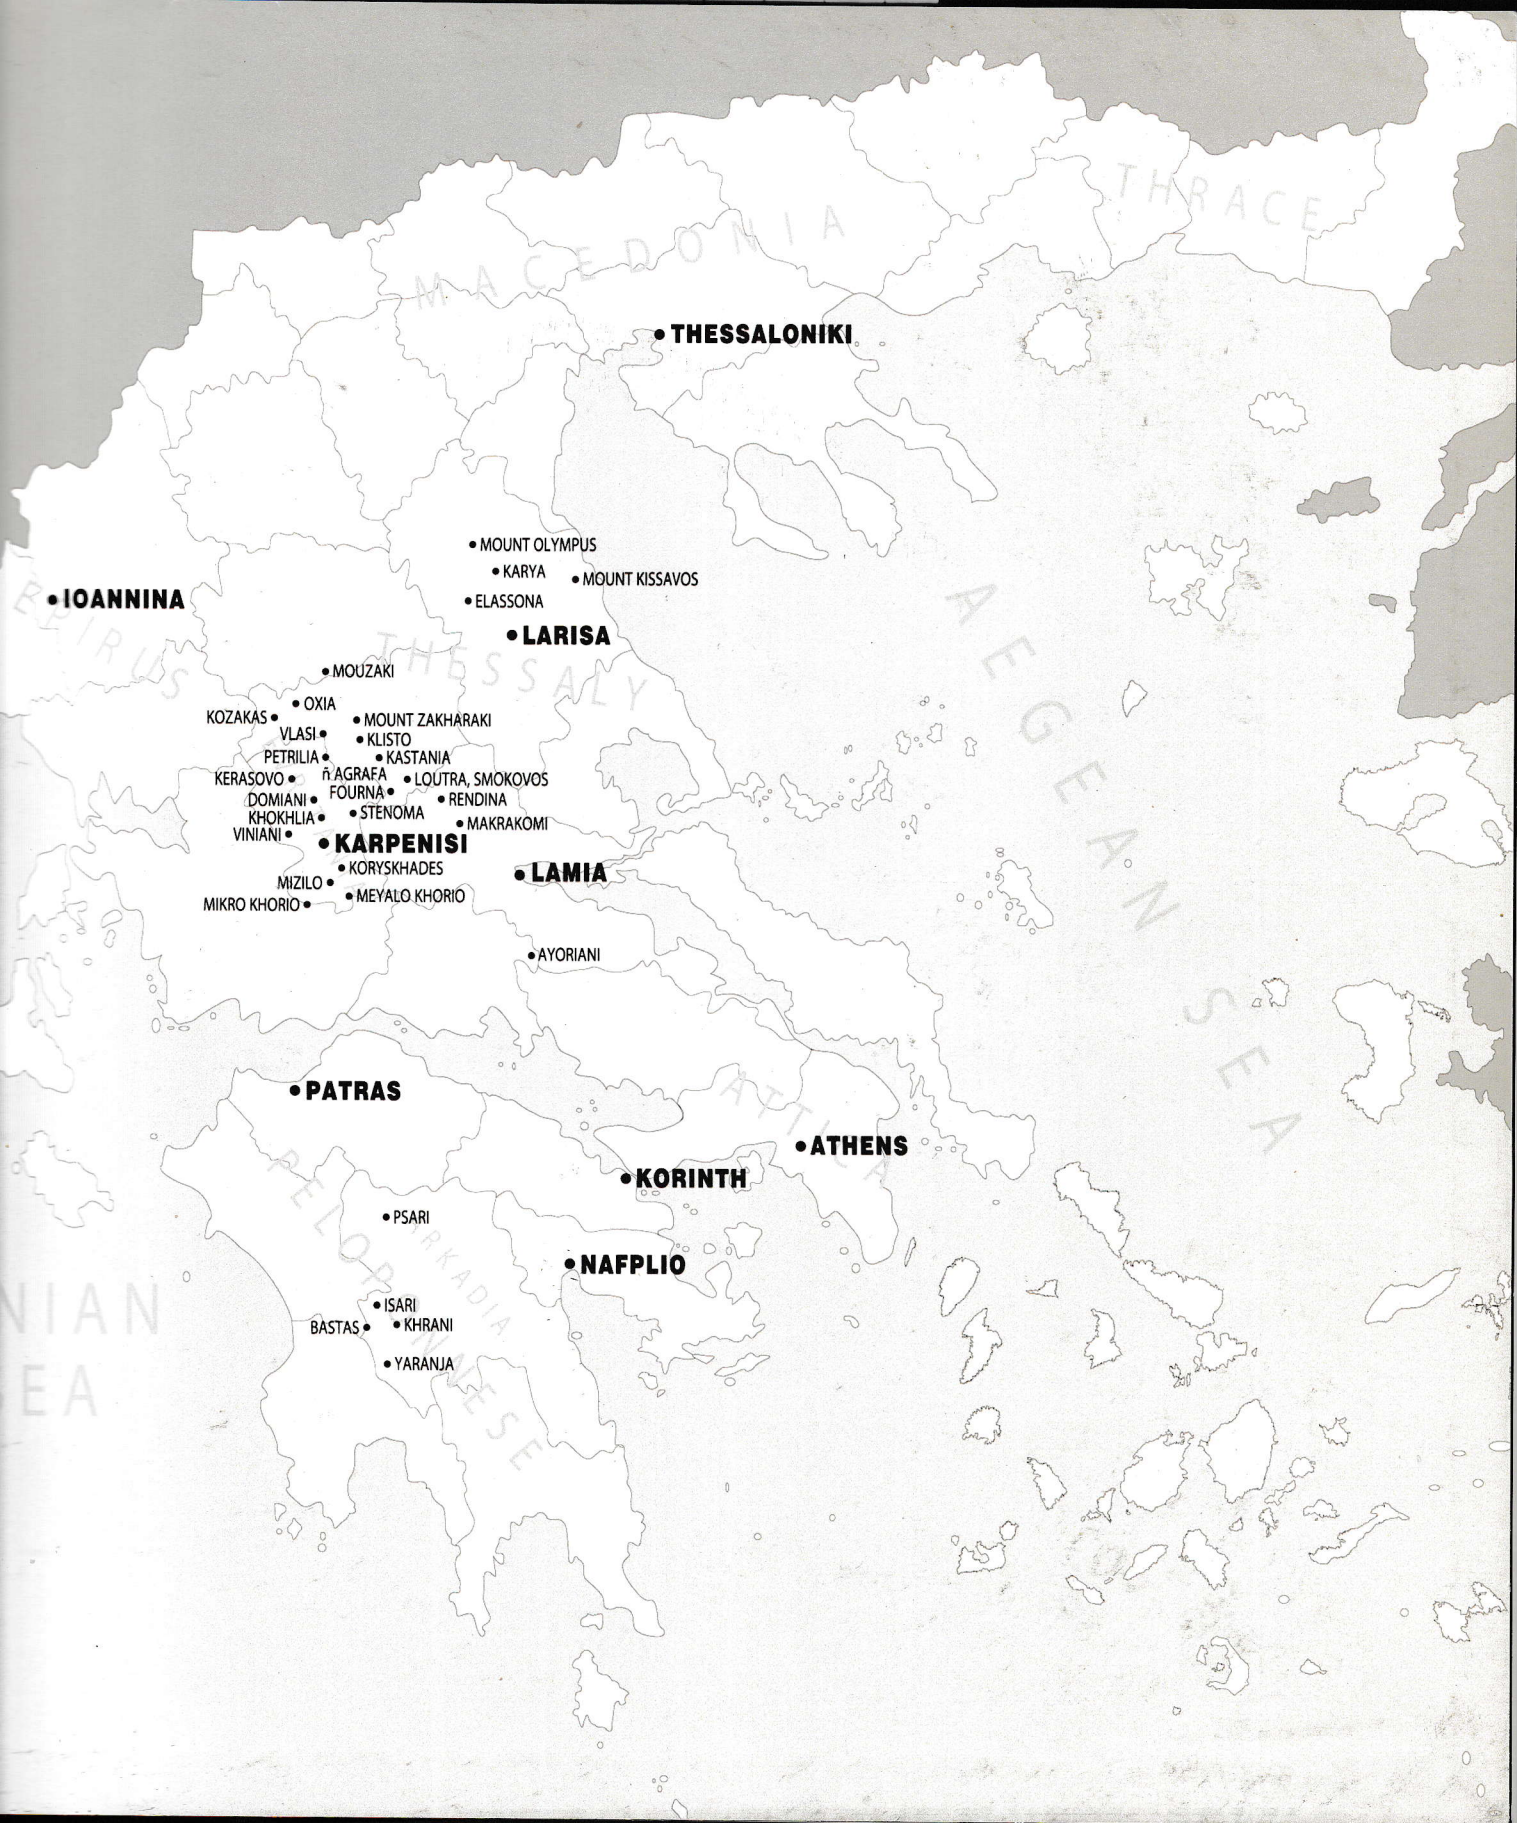 THRACE
MACEDONIA
• THESSALONIKI
• MOUNT OLYMPUS
• KARYA
• MOUNT KISSAVOS
• IOANNINA
• ELASSONA
EPIRUS
• LARISA
THESSALY
• MOUZAKI
• OXIA
KOZAKAS •
• MOUNT ZAKHARAKI
VLASI •
• KLISTO
PETRILIA •
• KASTANIA
ñ AGRAFA
KERASOVO •
• LOUTRA, SMOKOVOS
FOURNA •
DOMIANI •
• RENDINA
• STENOMA
KHOKHLIA •
• MAKRAKOMI
VINIANI •
• KARPENISI
• KORYSKHADES
• LAMIA
MIZILO •
• MEYALO KHORIO
MIKRO KHORIO •
• AYORIANI
AEGEAN SEA
• PATRAS
ATTICA
• ATHENS
• KORINTH
PELOPONNESE
• PSARI
ARKADIA
• NAFPLIO
NIAN
SEA
• ISARI
BASTAS •
• KHRANI
• YARANJA